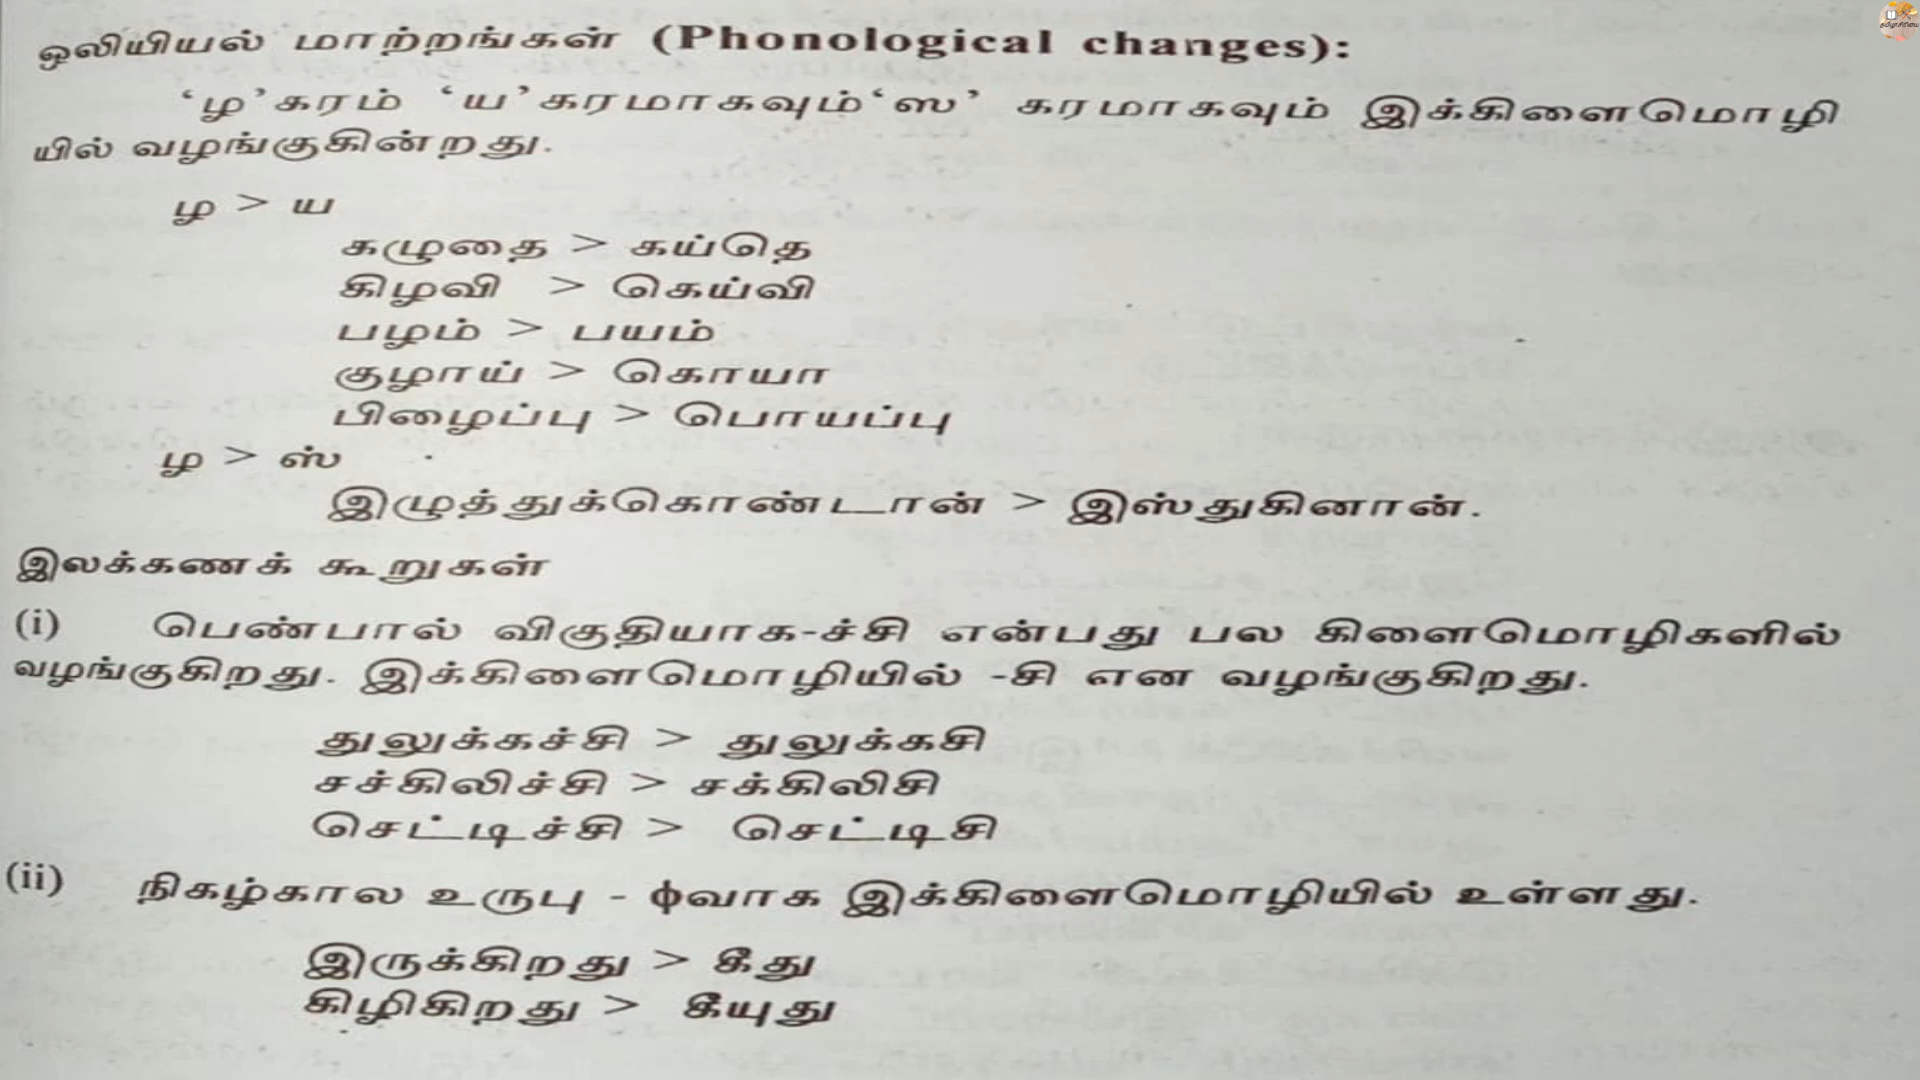 ஒலியியல் மாற்றங்கள் (Phonological changes):
‘ழ’கரம் ‘ய’கரமாகவும்‘ஸ’ கரமாகவும் இக்கிளைமொழி
யில் வழங்குகின்றது.
ழ > ய
கழுதை > கய்தெ
கிழவி > கெய்வி
பழம் > பயம்
குழாய் > கொயா
பிழைப்பு > பொயப்பு
ழ > ஸ்
இழுத்துக்கொண்டான் > இஸ்துகினான்.
இலக்கணக் கூறுகள்
(i) பெண்பால் விகுதியாக-ச்சி என்பது பல கிளைமொழிகளில்
வழங்குகிறது. இக்கிளைமொழியில் -சி என வழங்குகிறது.
துலுக்கச்சி > துலுக்கசி
சச்கிலிச்சி > சக்கிலிசி
செட்டிச்சி > செட்டிசி
(ii) நிகழ்கால உருபு - ϕவாக இக்கிளைமொழியில் உள்ளது.
இருக்கிறது > கீது
கிழிகிறது > கீயுது